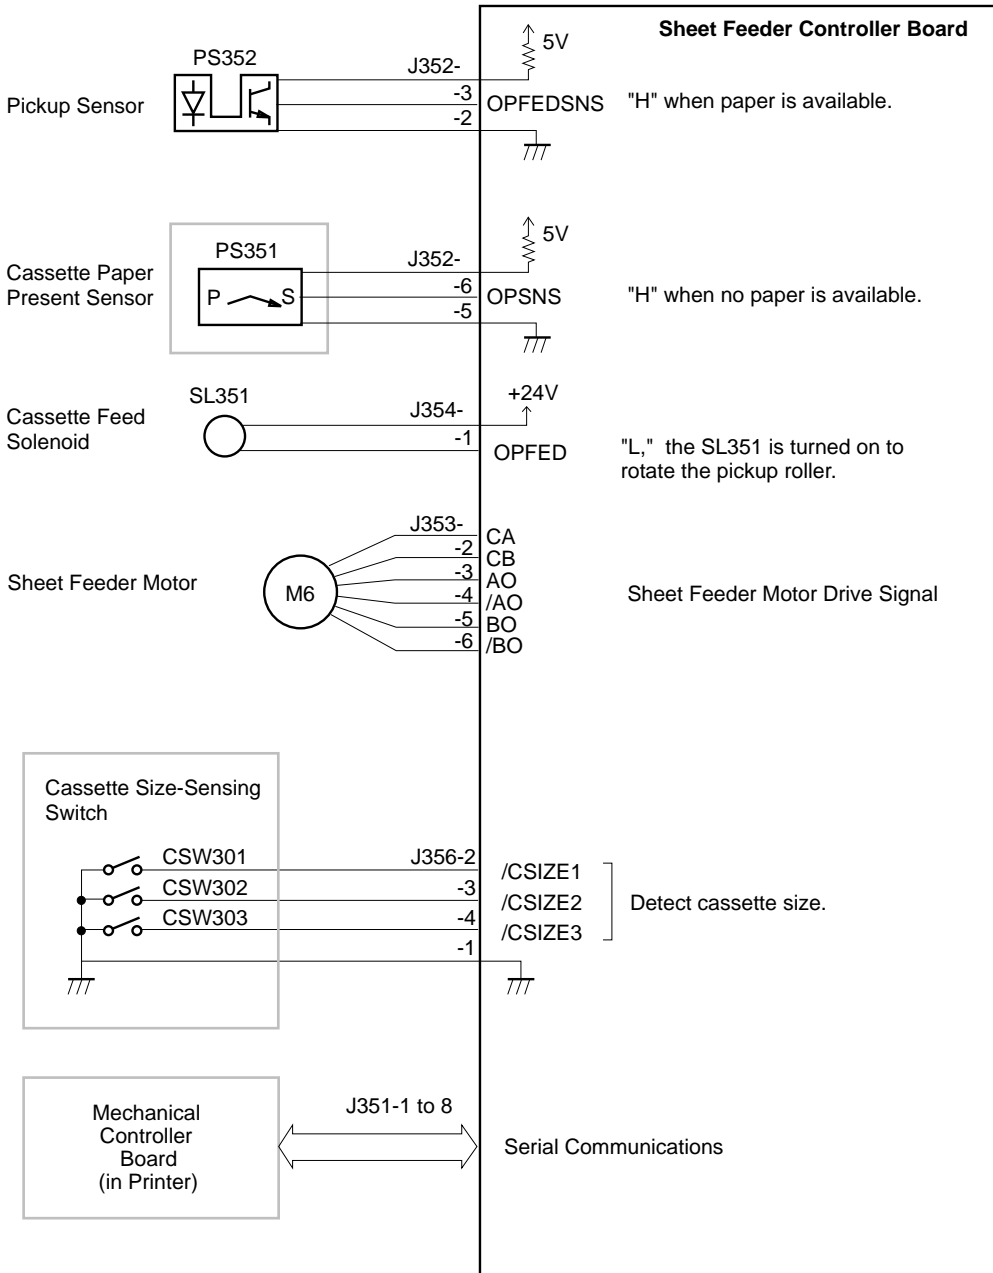 Sheet Feeder Controller Board
5V
PS352
J352-
Pickup Sensor
-3
OPFEDSNS
"H" when paper is available.
-2
5V
PS351
J352-
Cassette Paper
Present Sensor
P
S
-6
OPSNS
"H" when no paper is available.
-5
SL351
+24V
J354-
Cassette Feed
Solenoid
-1
OPFED
"L," the SL351 is turned on to
rotate the pickup roller.
J353-
CA
-2
CB
-3
AO
Sheet Feeder Motor
M6
-4
/AO
Sheet Feeder Motor Drive Signal
-5
BO
-6
/BO
Cassette Size-Sensing
Switch
CSW301
J356-2
/CSIZE1
CSW302
-3
/CSIZE2
Detect cassette size.
CSW303
-4
/CSIZE3
-1
J351-1 to 8
Mechanical
Controller
Board
(in Printer)
Serial Communications